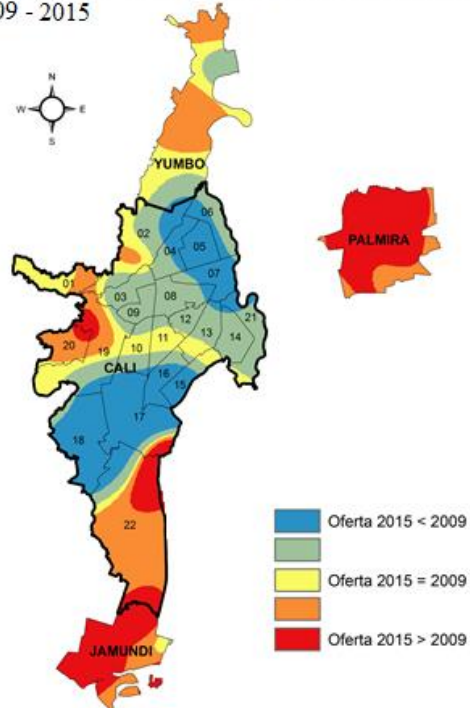 09 - 2015
N
W E
S
YUMBO
06
02
04 05
PALMIRA
07
01
03 08
09
21
12
13 14
20 19 10 11
CALI
16
15
17
18
22
Oferta 2015 < 2009
Oferta 2015 = 2009
Oferta 2015 > 2009
JAMUNDI